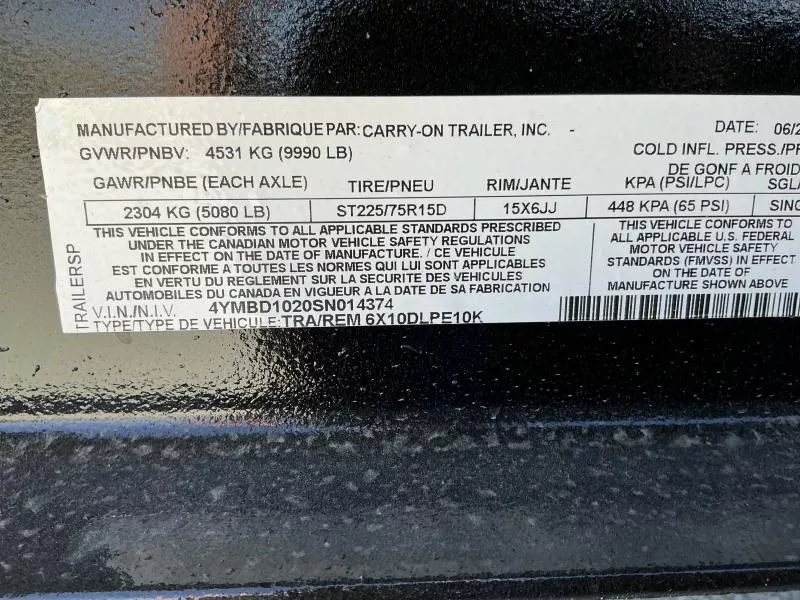 MANUFACTURED BY/FABRIQUE PAR: CARRY-ON TRAILER, INC. - DATE: 06/2
GVWR/PNBV: 4531 KG (9990 LB) COLD INFL. PRESS./PR
DE GONF A FROID
GAWR/PNBE (EACH AXLE) TIRE/PNEU RIM/JANTE KPA (PSI/LPC) SGL/
2304 KG (5080 LB) ST225/75R15D 15X6JJ 448 KPA (65 PSI) SING
THIS VEHICLE CONFORMS TO ALL APPLICABLE STANDARDS PRESCRIBED
UNDER THE CANADIAN MOTOR VEHICLE SAFETY REGULATIONS
IN EFFECT ON THE DATE OF MANUFACTURE. / CE VEHICULE
EST CONFORME A TOUTES LES NORMES QUI LUI SONT APPLICABLES
EN VERTU DU REGLEMENT SUR LA SECURITE DES VEHICULES
AUTOMOBILES DU CANADA EN VIGUEUR A LA DATE DE SA FABRICATION
THIS VEHICLE CONFORMS TO
ALL APPLICABLE U.S. FEDERAL
MOTOR VEHICLE SAFETY
STANDARDS (FMVSS) IN EFFECT
ON THE DATE OF
MANUFACTURE SHOWN ABOVE
V.I.N./N.I.V. 4YMBD1020SN014374
TYPE/TYPE DE VEHICULE: TRA/REM 6X10DLPE10K
TRAILERSP